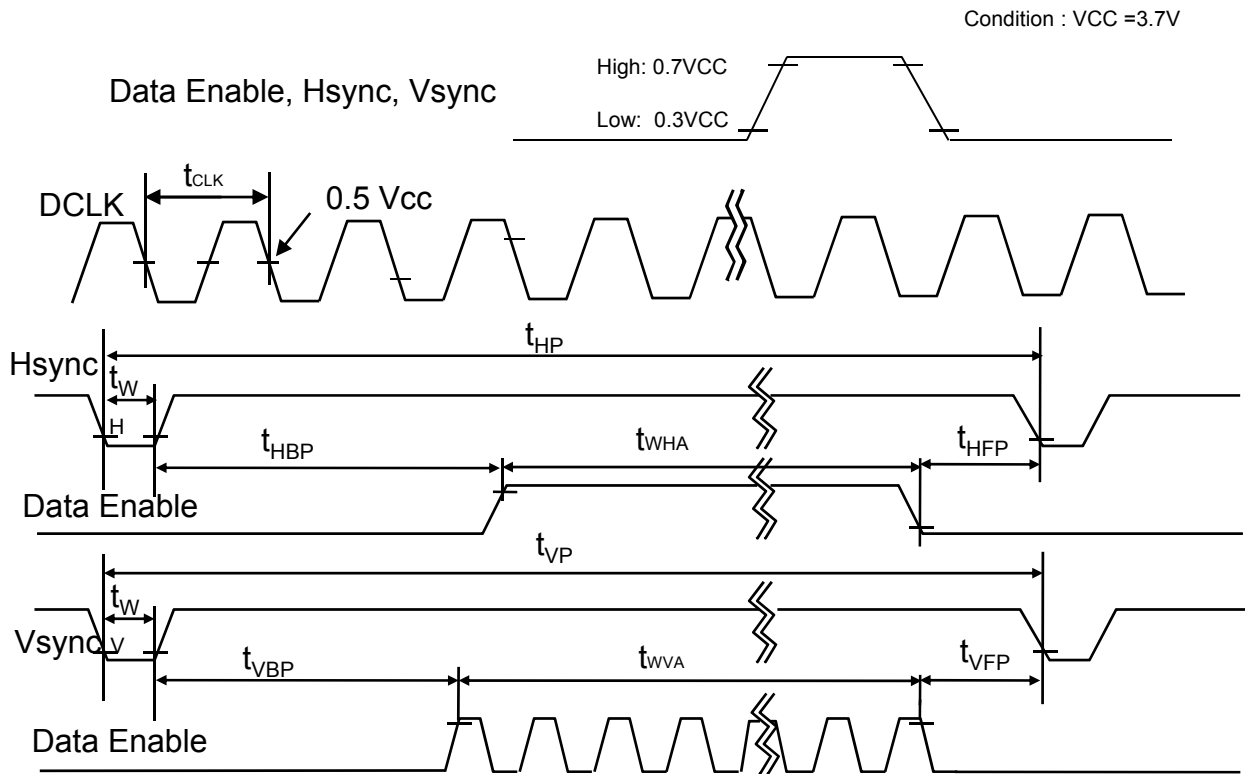 Condition : VCC =3.7V
High: 0.7VCC
Data Enable, Hsync, Vsync
Low: 0.3VCC
tCLK
0.5 Vcc
DCLK
tHP
Hsync
tW
H
tHBP
tWHA
tHFP
Data Enable
tVP
tW
Vsync
V
tVBP
tWVA
tVFP
Data Enable